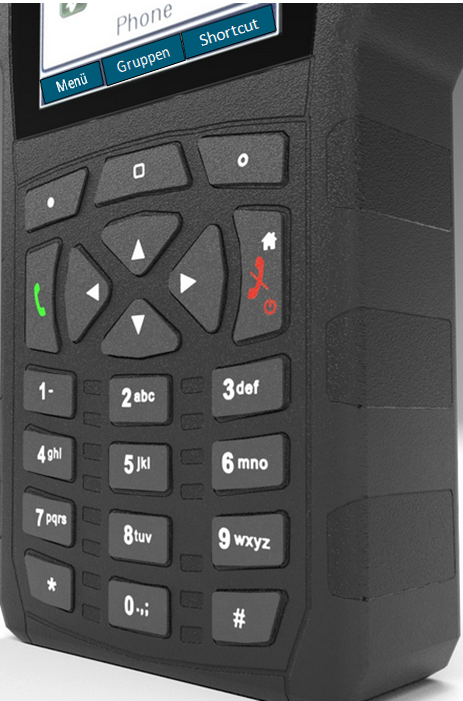 Phone
Menü Gruppen Shortcut
1- 2abc 3def
4ghi 5jkl 6mno
7pqrs 8tuv 9wxyz
* 0.,; #